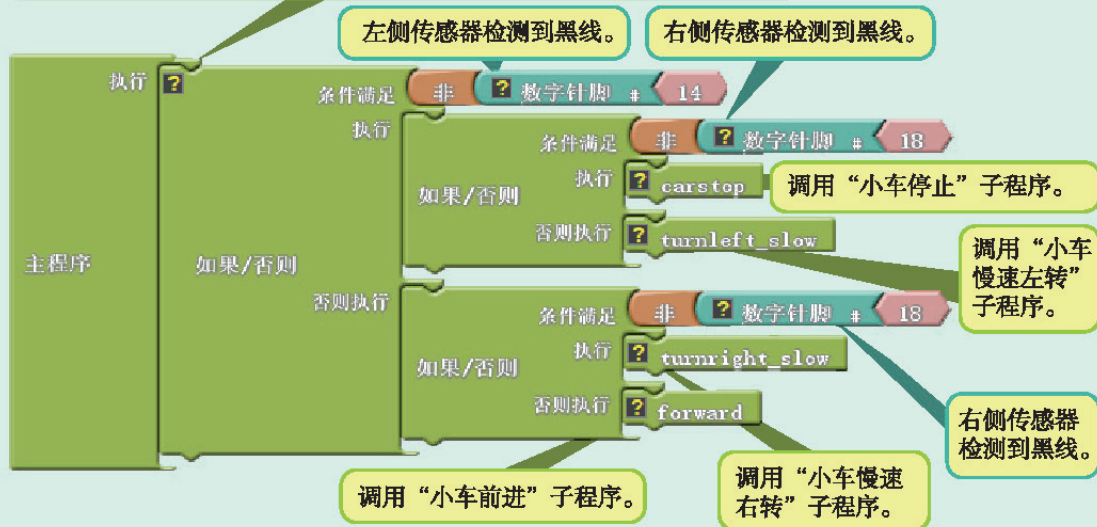 左侧传感器检测到黑线。
右侧传感器检测到黑线。
执行
条件满足
非
数字针脚
#
14
执行
条件满足
非
数字针脚
#
18
如果/否则
执行
carstop
调用“小车停止”子程序。
否则执行
turnleft_slow
调用“小车
慢速左转”
子程序。
主程序
如果/否则
否则执行
条件满足
非
数字针脚
#
18
如果/否则
执行
turnright_slow
否则执行
forward
右侧传感器
检测到黑线。
调用“小车前进”子程序。
调用“小车慢速
右转”子程序。